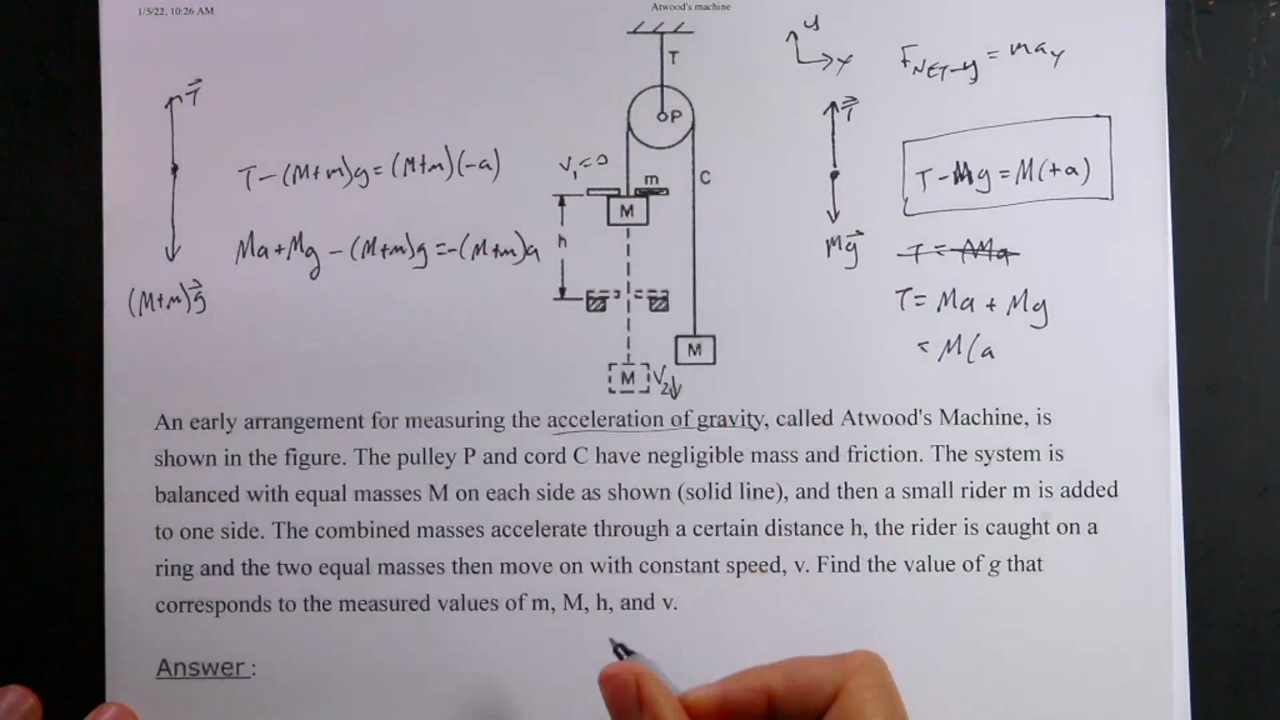 1/5/22, 10:26 AM
Atwood's machine
T
P
C
V₁=0
m
M
h
M
M
V₂↓
T⃗
(M+m)g⃗
T-(M+m)g=(M+m)(-a)
Ma+Mg-(M+m)g=-(M+m)a
y
x
T⃗
Mg⃗
F_NET-y = may
T-Mg=M(+a)
T=Ma+Mg
= M(a
An early arrangement for measuring the acceleration of gravity, called Atwood's Machine, is
shown in the figure. The pulley P and cord C have negligible mass and friction. The system is
balanced with equal masses M on each side as shown (solid line), and then a small rider m is added
to one side. The combined masses accelerate through a certain distance h, the rider is caught on a
ring and the two equal masses then move on with constant speed, v. Find the value of g that
corresponds to the measured values of m, M, h, and v.
Answer: